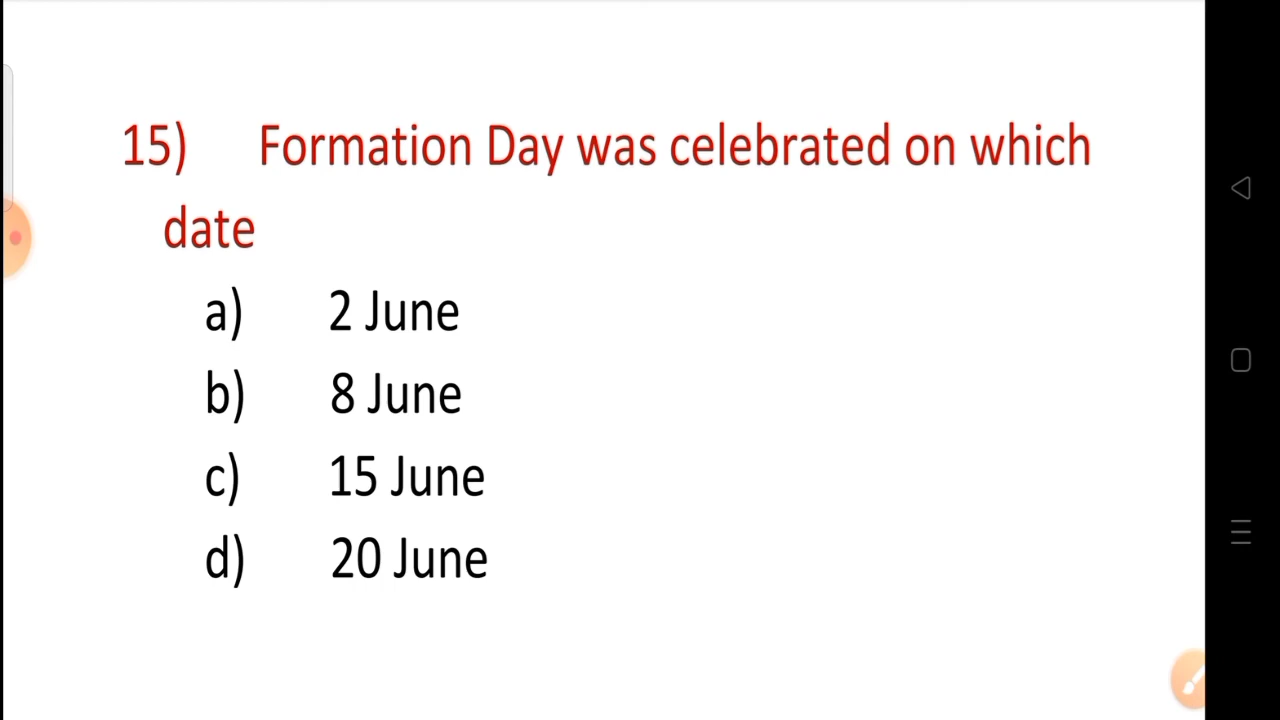 15) Formation Day was celebrated on which
date
a) 2 June
b) 8 June
c) 15 June
d) 20 June